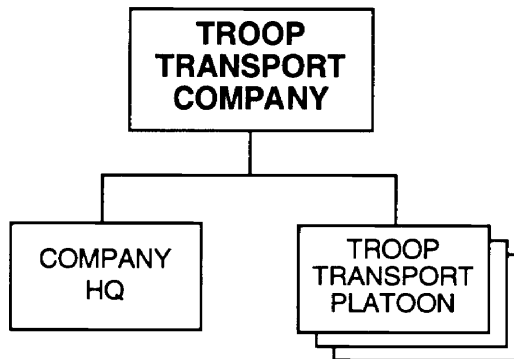 TROOP
TRANSPORT
COMPANY
COMPANY
HQ
TROOP
TRANSPORT
PLATOON